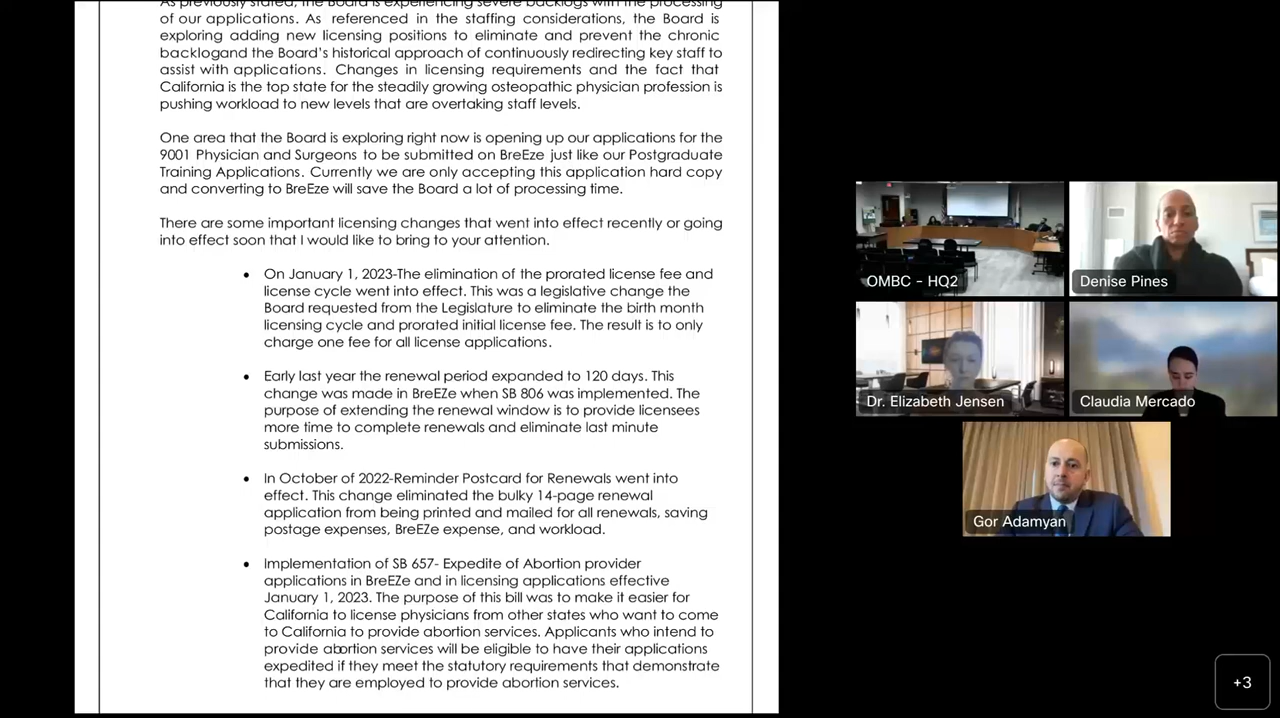 As previously stated, the Board is experiencing severe backlogs with the processing
of our applications. As referenced in the staffing considerations, the Board is
exploring adding new licensing positions to eliminate and prevent the chronic
backlogand the Board's historical approach of continuously redirecting key staff to
assist with applications. Changes in licensing requirements and the fact that
California is the top state for the steadily growing osteopathic physician profession is
pushing workload to new levels that are overtaking staff levels.
One area that the Board is exploring right now is opening up our applications for the
9001 Physician and Surgeons to be submitted on BreEze just like our Postgraduate
Training Applications. Currently we are only accepting this application hard copy
and converting to BreEze will save the Board a lot of processing time.
There are some important licensing changes that went into effect recently or going
into effect soon that I would like to bring to your attention.
• On January 1, 2023-The elimination of the prorated license fee and
license cycle went into effect. This was a legislative change the
Board requested from the Legislature to eliminate the birth month
licensing cycle and prorated initial license fee. The result is to only
charge one fee for all license applications.
• Early last year the renewal period expanded to 120 days. This
change was made in BreEZe when SB 806 was implemented. The
purpose of extending the renewal window is to provide licensees
more time to complete renewals and eliminate last minute
submissions.
• In October of 2022-Reminder Postcard for Renewals went into
effect. This change eliminated the bulky 14-page renewal
application from being printed and mailed for all renewals, saving
postage expenses, BreEZe expense, and workload.
• Implementation of SB 657- Expedite of Abortion provider
applications in BreEZe and in licensing applications effective
January 1, 2023. The purpose of this bill was to make it easier for
California to license physicians from other states who want to come
to California to provide abortion services. Applicants who intend to
provide abortion services will be eligible to have their applications
expedited if they meet the statutory requirements that demonstrate
that they are employed to provide abortion services.
OMBC - HQ2
Denise Pines
Dr. Elizabeth Jensen
Claudia Mercado
Gor Adamyan
+3